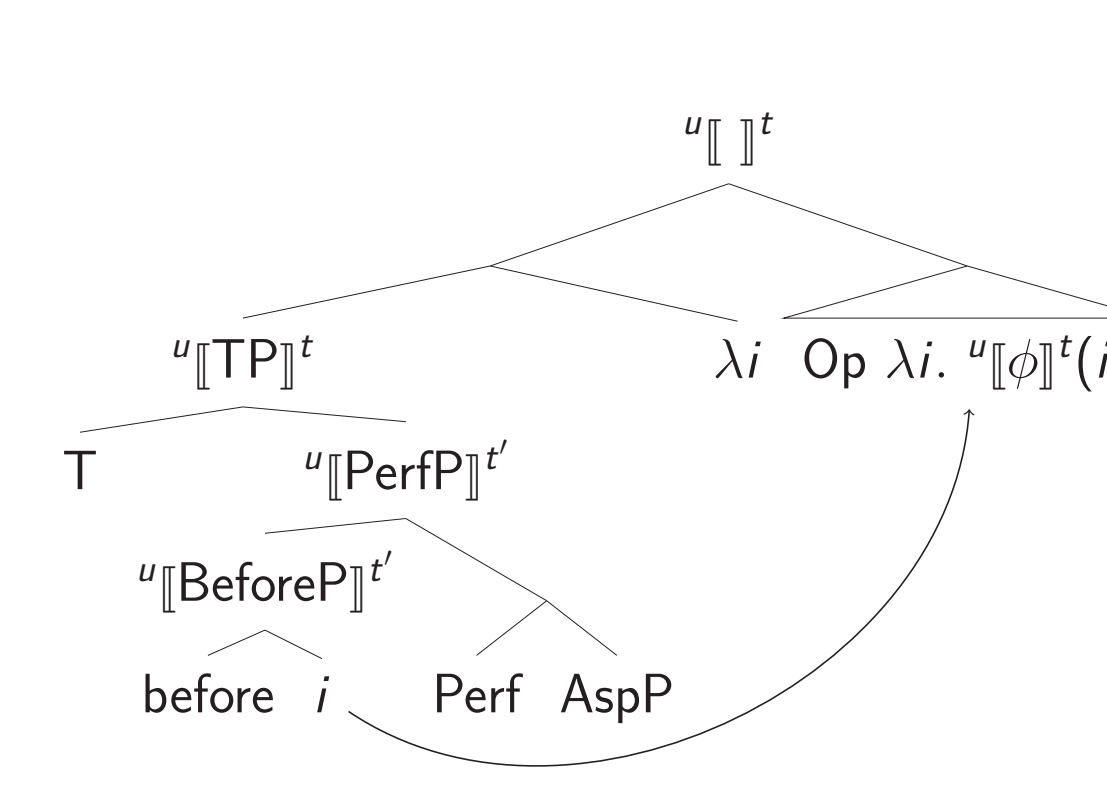 ᵘ⟦ ⟧ᵗ
ᵘ⟦TP⟧ᵗ λi Op λi. ᵘ⟦ϕ⟧ᵗ(i
T ᵘ⟦PerfP⟧ᵗ′
ᵘ⟦BeforeP⟧ᵗ′
before i Perf AspP